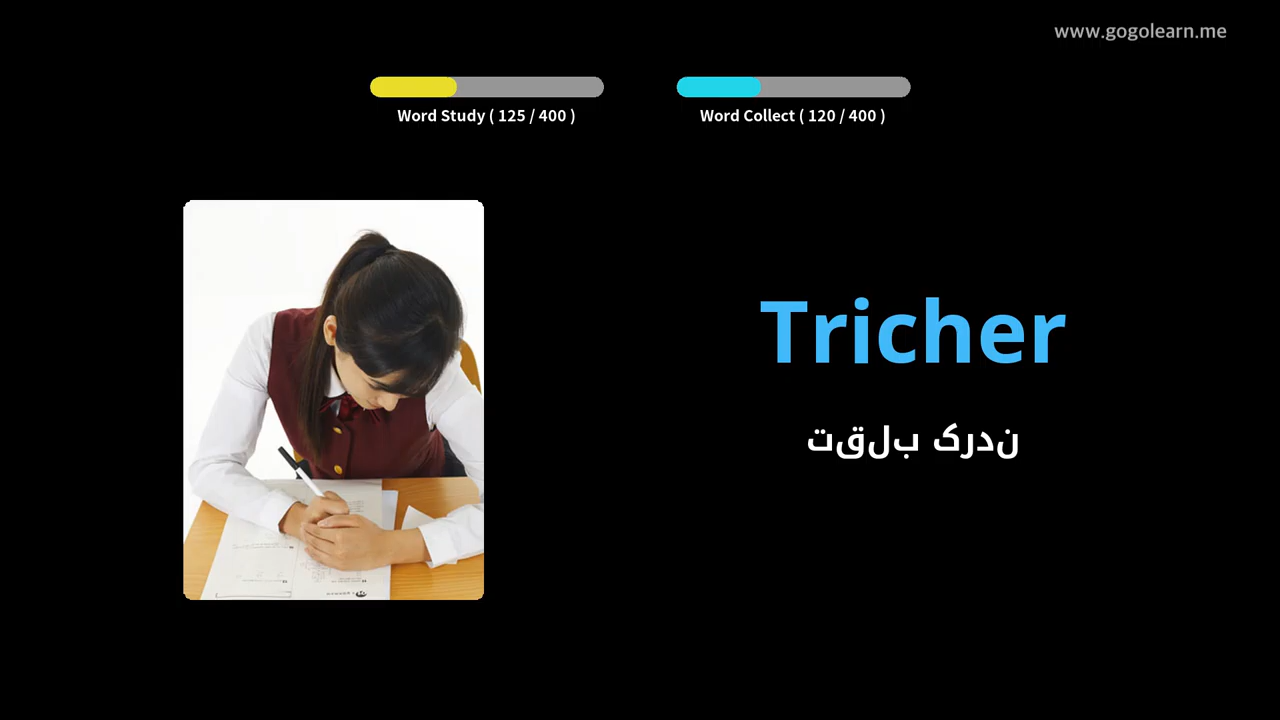 www.gogolearn.me
Word Study ( 125 / 400 )
Word Collect ( 120 / 400 )
Tricher
ندرک بلقت